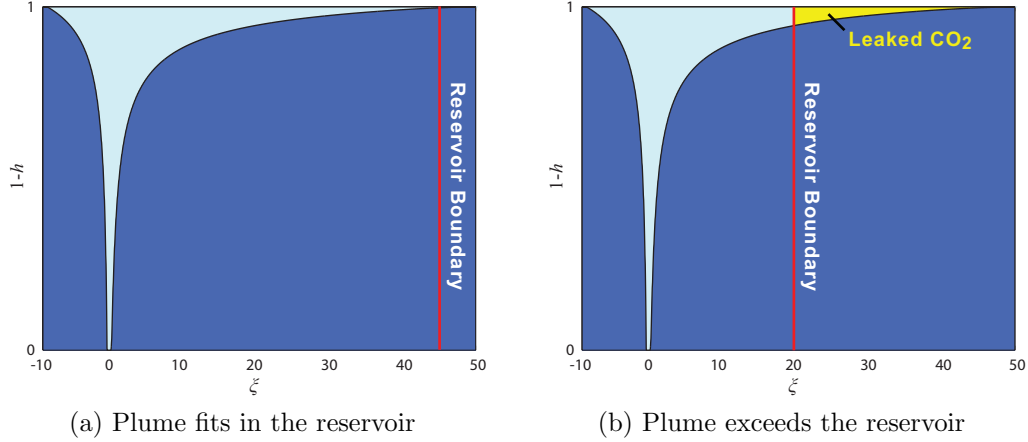 1
1-h
0
-10
0
10
20
30
40
50
ξ
Reservoir Boundary
(a) Plume fits in the reservoir
1
1-h
0
-10
0
10
20
30
40
50
ξ
Leaked CO₂
Reservoir Boundary
(b) Plume exceeds the reservoir